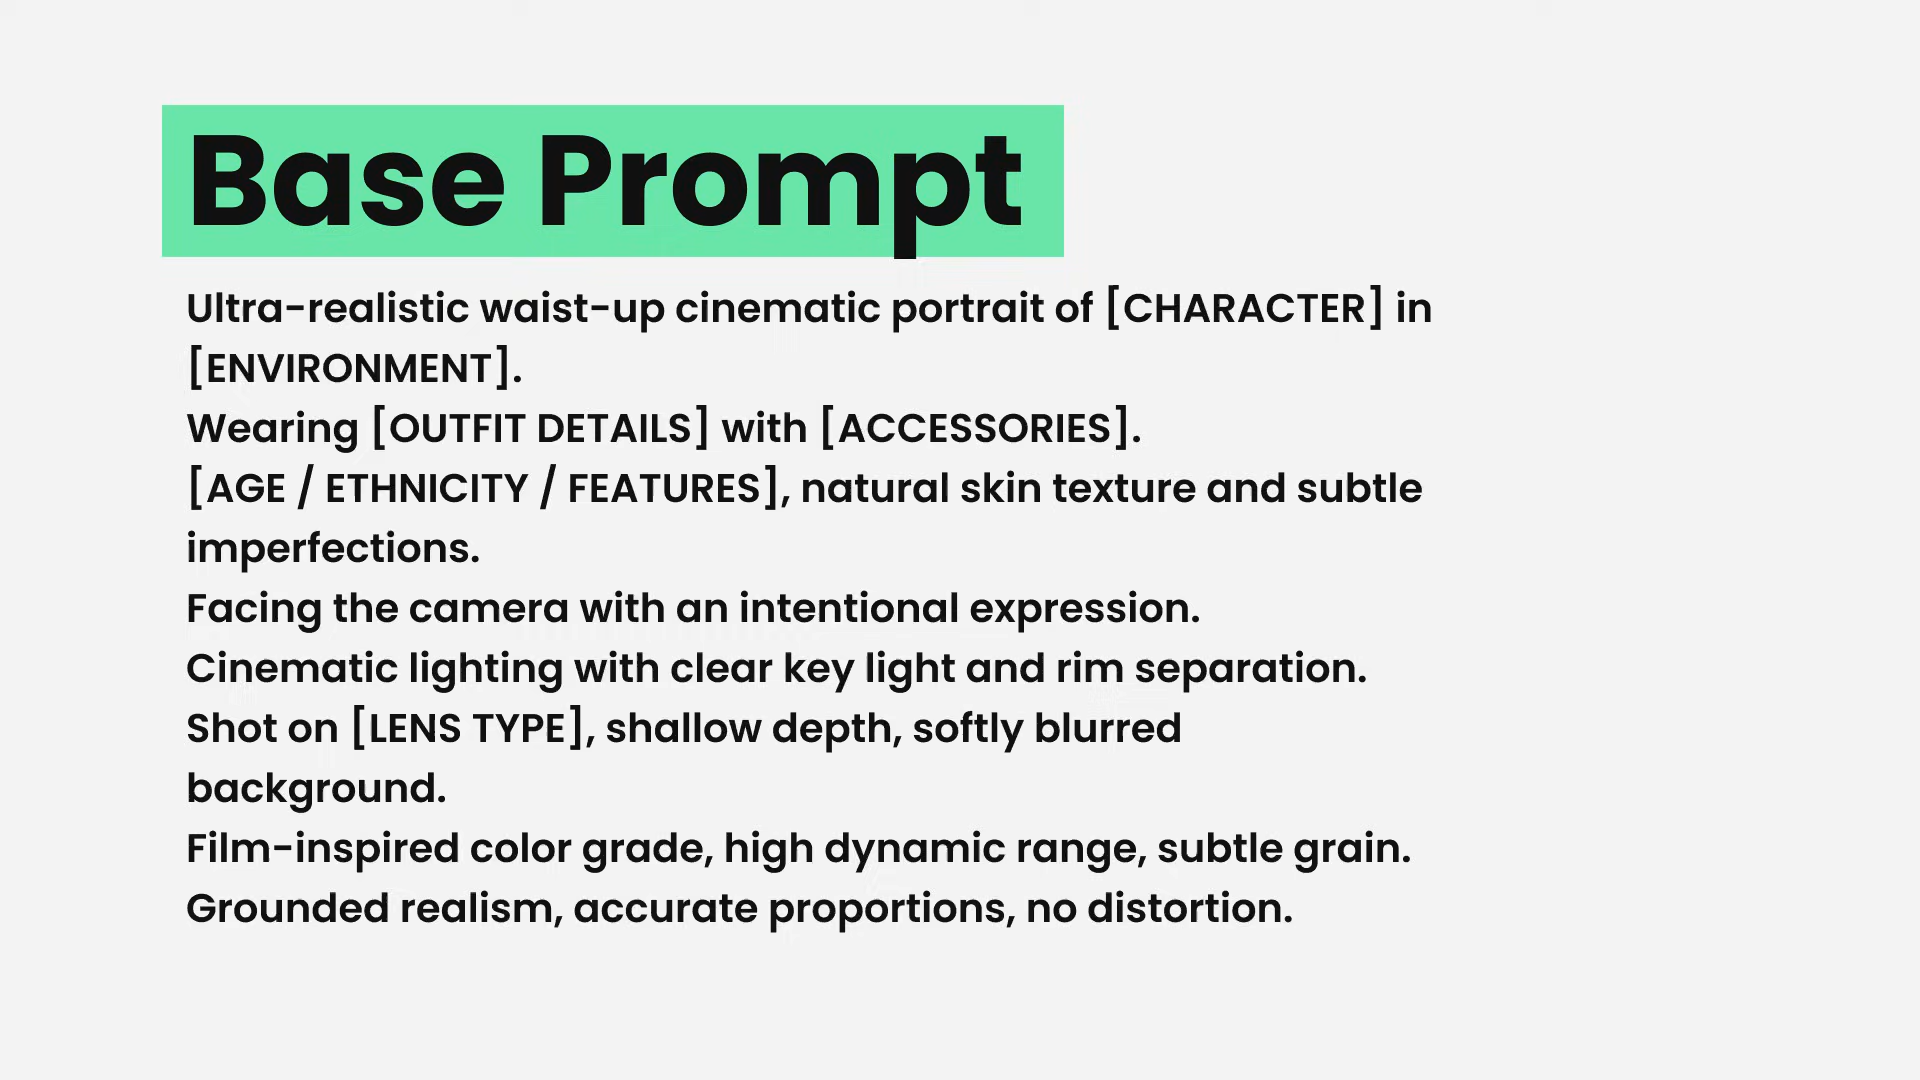 Base Prompt
Ultra-realistic waist-up cinematic portrait of [CHARACTER] in
[ENVIRONMENT].
Wearing [OUTFIT DETAILS] with [ACCESSORIES].
[AGE / ETHNICITY / FEATURES], natural skin texture and subtle
imperfections.
Facing the camera with an intentional expression.
Cinematic lighting with clear key light and rim separation.
Shot on [LENS TYPE], shallow depth, softly blurred
background.
Film-inspired color grade, high dynamic range, subtle grain.
Grounded realism, accurate proportions, no distortion.